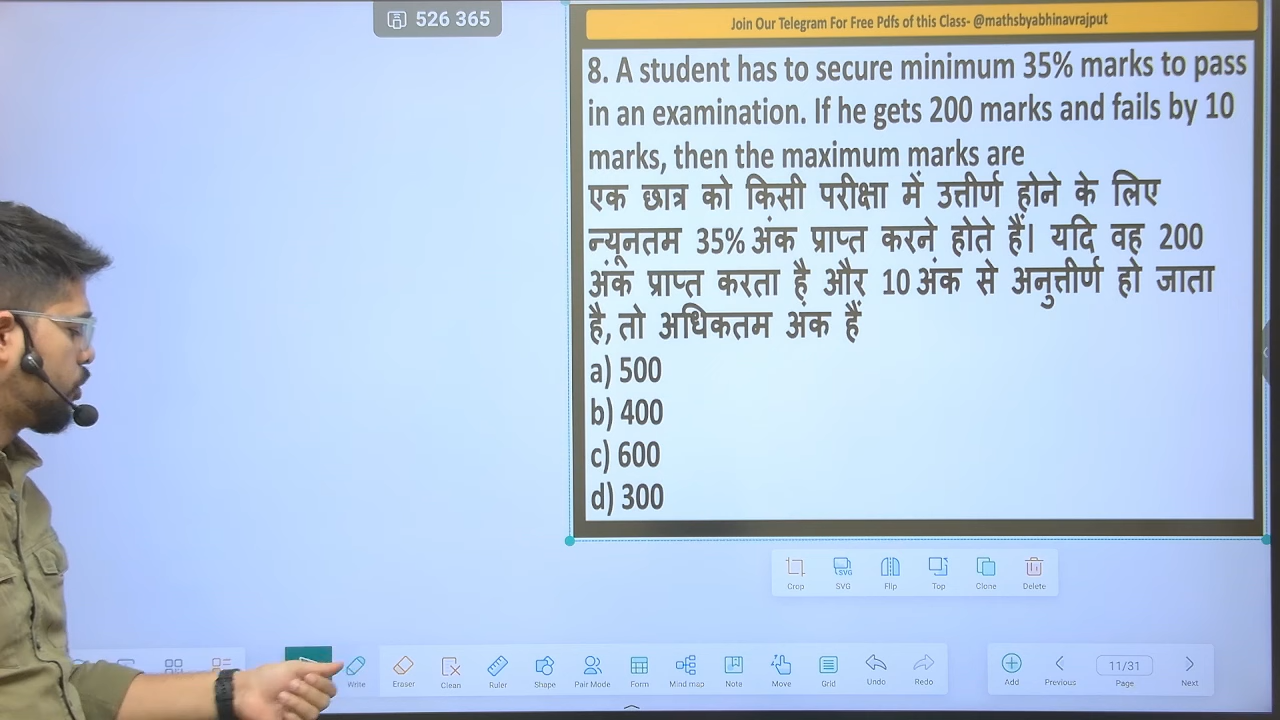 526 365
Join Our Telegram For Free Pdfs of this Class- @mathsbyabhinavrajput
8. A student has to secure minimum 35% marks to pass
in an examination. If he gets 200 marks and fails by 10
marks, then the maximum marks are
एक छात्र को किसी परीक्षा में उत्तीर्ण होने के लिए
न्यूनतम 35% अंक प्राप्त करने होते हैं। यदि वह 200
अंक प्राप्त करता है और 10 अंक से अनुत्तीर्ण हो जाता
है, तो अधिकतम अंक हैं
a) 500
b) 400
c) 600
d) 300
Crop SVG Flip Top Clone Delete
Write Eraser Clean Ruler Shape Pair Mode Form Mind map Note Move Grid Undo Redo Add Previous 11/31 Page Next